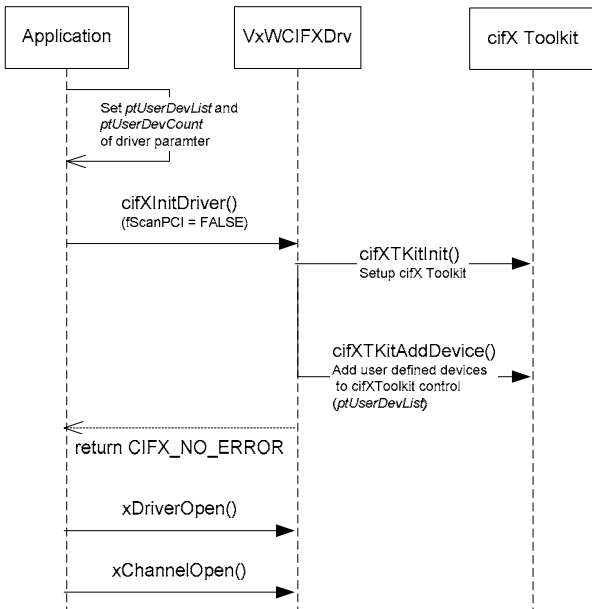 Application
VxWCIFXDrv
cifX Toolkit
Set ptUserDevList and
ptUserDevCount
of driver paramter
cifXInitDriver()
(fScanPCI = FALSE)
cifXTKitInit()
Setup cifX Toolkit
cifXTKitAddDevice()
Add user defined devices
to cifXToolkit control
(ptUserDevList)
return CIFX_NO_ERROR
xDriverOpen()
xChannelOpen()